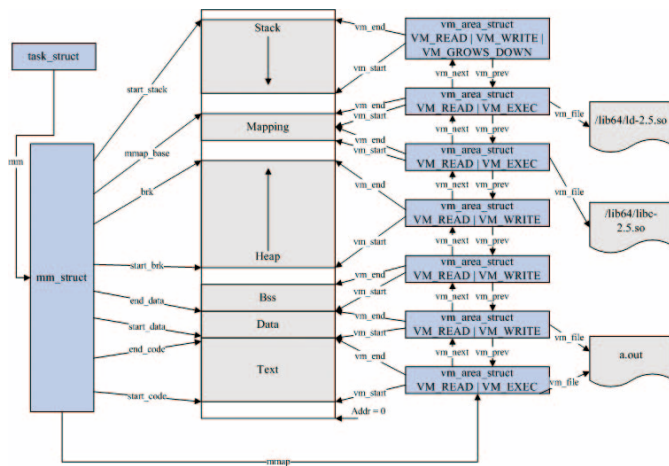 task_struct
mm
mm_struct
start_stack
mmap_base
brk
start_brk
end_data
start_data
end_code
start_code
mmap
Stack
Mapping
Heap
Bss
Data
Text
Addr = 0
vm_end
vm_start
vm_area_struct
VM_READ | VM_WRITE |
VM_GROWS_DOWN
vm_next
vm_prev
vm_end
vm_start
vm_area_struct
VM_READ | VM_EXEC
vm_file
/lib64/ld-2.5.so
vm_next
vm_prev
vm_end
vm_start
vm_area_struct
VM_READ | VM_EXEC
vm_file
/lib64/libc-
2.5.so
vm_next
vm_prev
vm_end
vm_start
vm_area_struct
VM_READ | VM_WRITE
vm_next
vm_prev
vm_end
vm_start
vm_area_struct
VM_READ | VM_WRITE
vm_next
vm_prev
vm_end
vm_start
vm_area_struct
VM_READ | VM_WRITE
vm_file
a.out
vm_next
vm_prev
vm_end
vm_start
vm_area_struct
VM_READ | VM_EXEC
vm_file